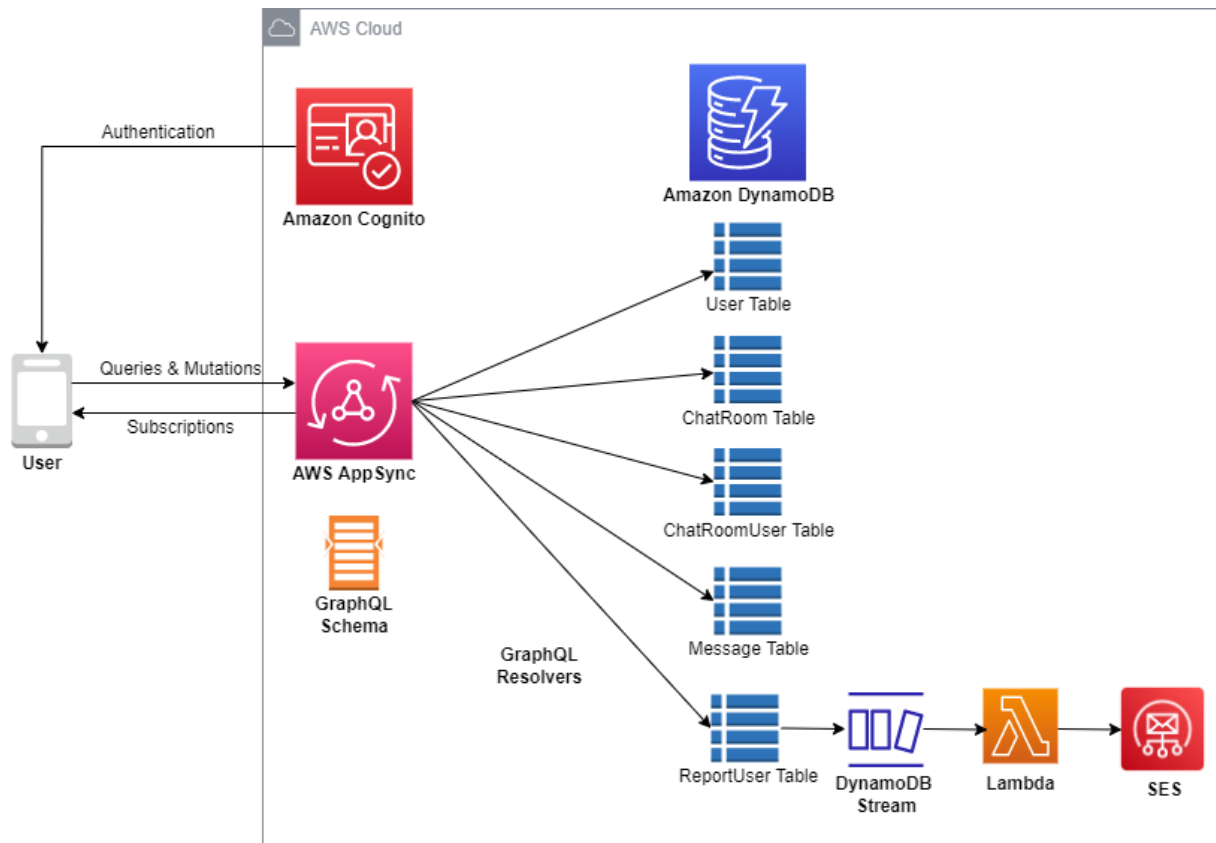 AWS Cloud
Authentication
Amazon Cognito
Amazon DynamoDB
User Table
Queries & Mutations
Subscriptions
User
AWS AppSync
ChatRoom Table
ChatRoomUser Table
GraphQL
Schema
Message Table
GraphQL
Resolvers
ReportUser Table
DynamoDB
Stream
Lambda
SES